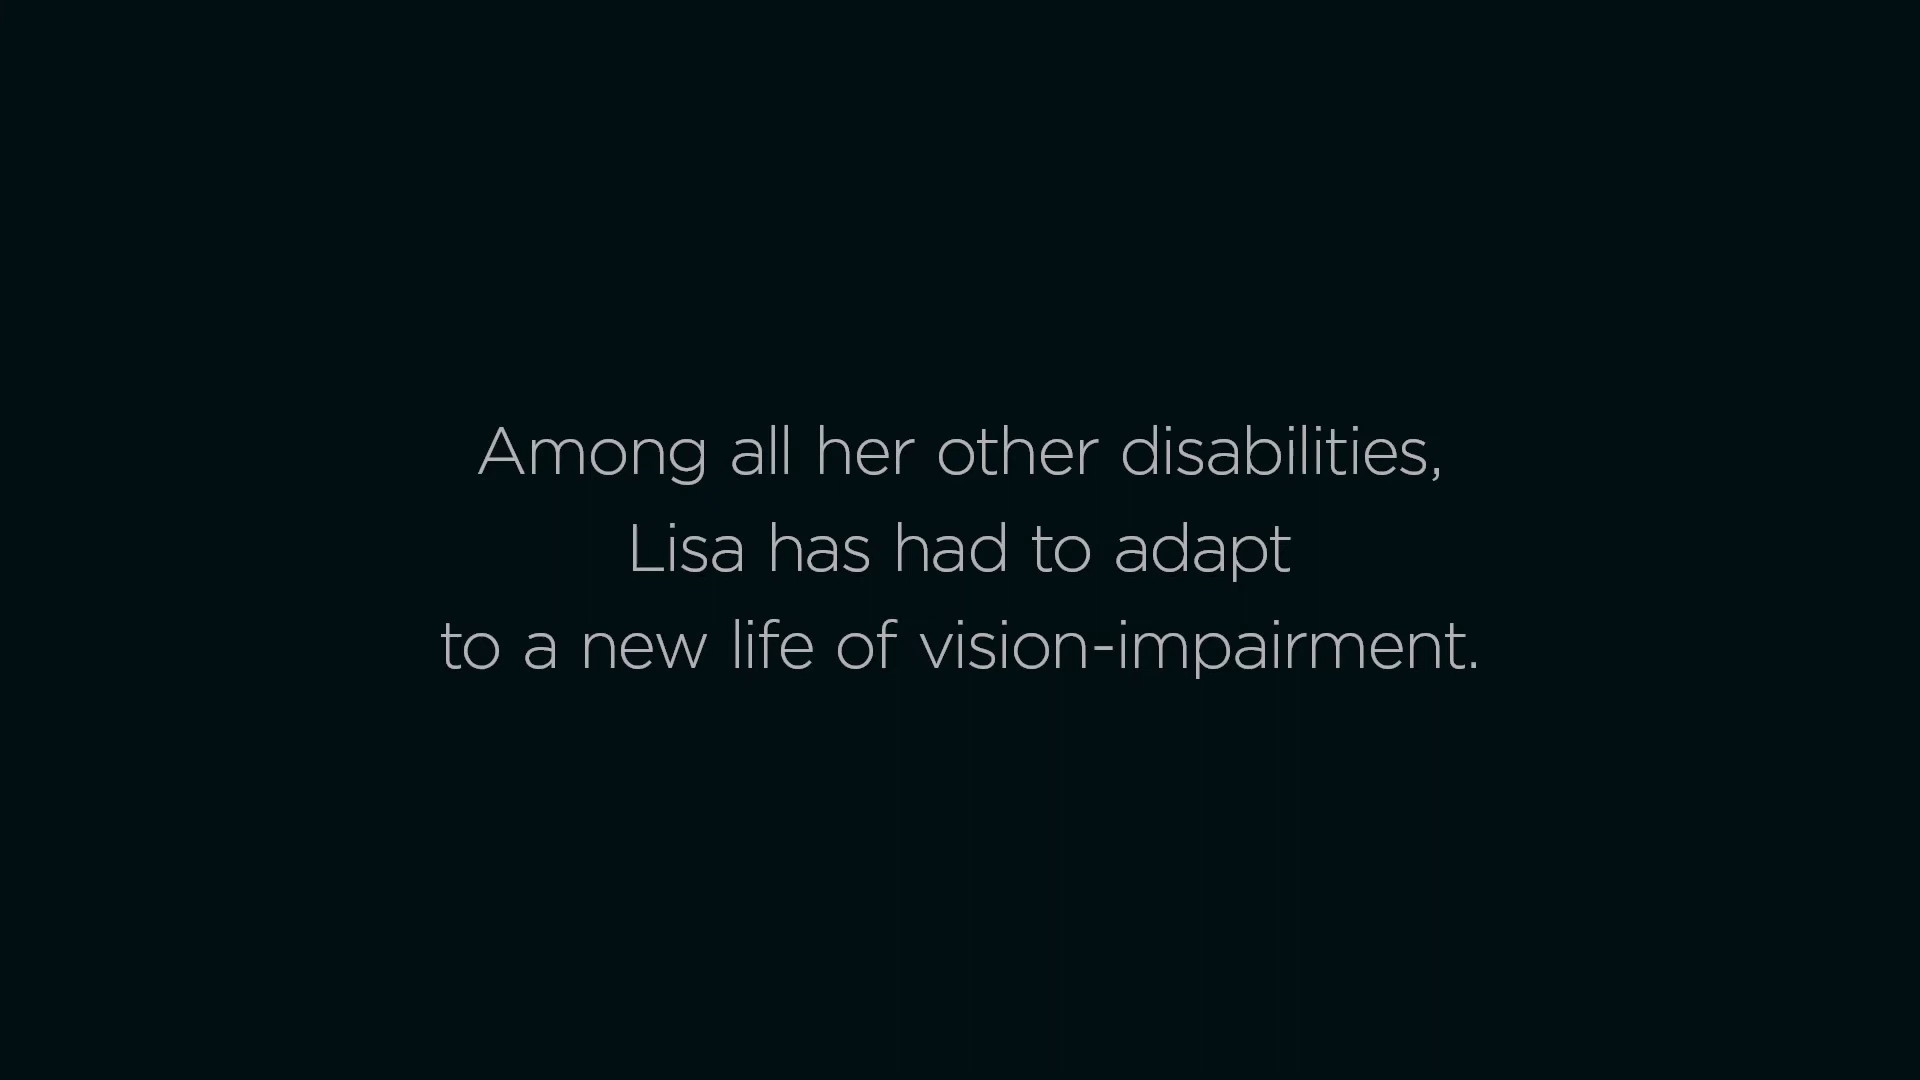 Among all her other disabilities,
Lisa has had to adapt
to a new life of vision-impairment.